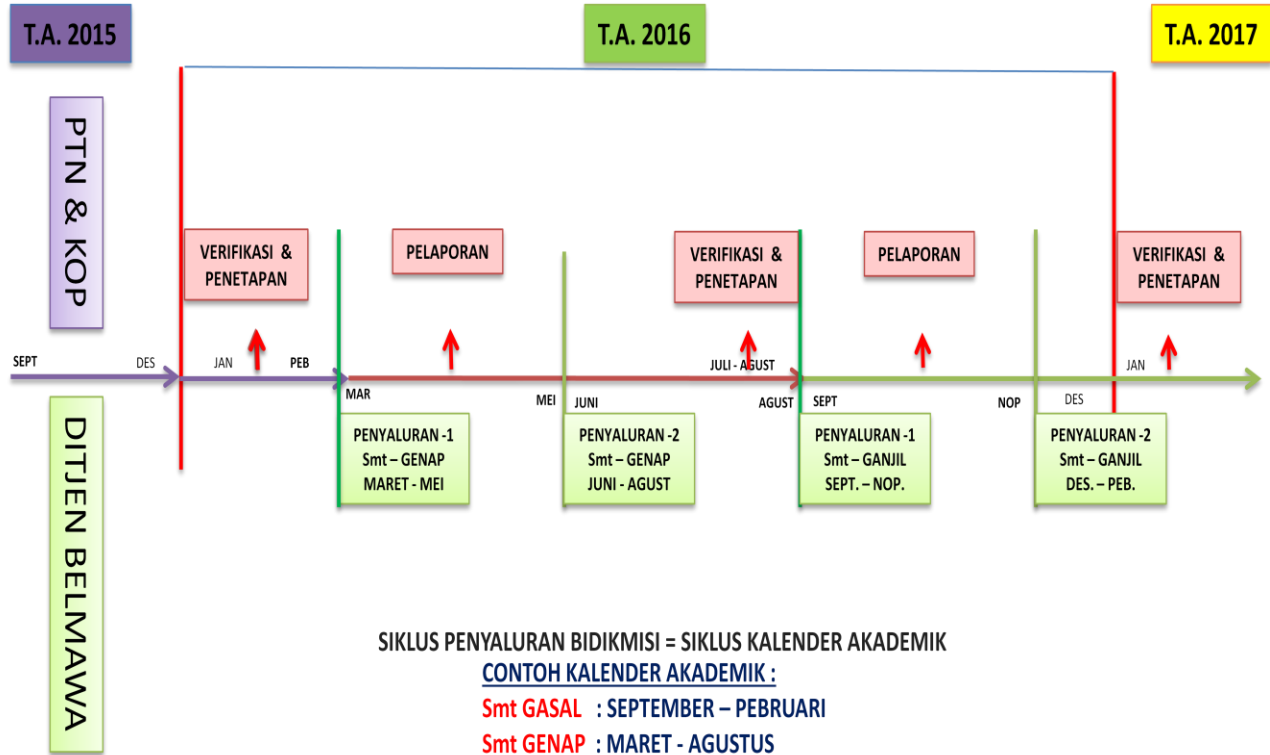 T.A. 2015
T.A. 2016
T.A. 2017
PTN & KOP
VERIFIKASI &
PENETAPAN
PELAPORAN
VERIFIKASI &
PENETAPAN
PELAPORAN
VERIFIKASI &
PENETAPAN
SEPT
DES
JAN
PEB
JULI - AGUST
JAN
MAR
MEI
JUNI
AGUST
SEPT
NOP
DES
DITJEN BELMAWA
PENYALURAN -1
Smt – GENAP
MARET - MEI
PENYALURAN -2
Smt – GENAP
JUNI - AGUST
PENYALURAN -1
Smt – GANJIL
SEPT. – NOP.
PENYALURAN -2
Smt – GANJIL
DES. – PEB.
SIKLUS PENYALURAN BIDIKMISI = SIKLUS KALENDER AKADEMIK
CONTOH KALENDER AKADEMIK :
Smt GASAL : SEPTEMBER – PEBRUARI
Smt GENAP : MARET - AGUSTUS